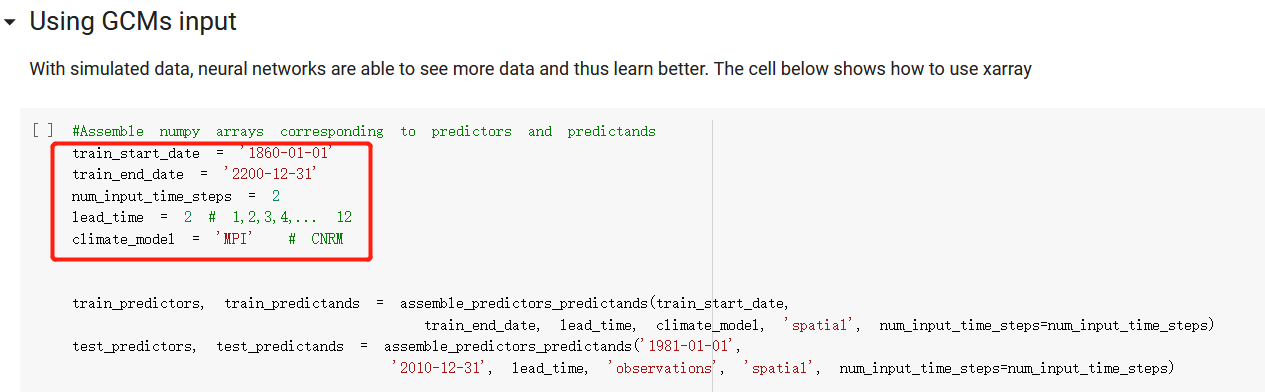 Using GCMs input
With simulated data, neural networks are able to see more data and thus learn better. The cell below shows how to use xarray
[ ] #Assemble numpy arrays corresponding to predictors and predictands
train_start_date = '1860-01-01'
train_end_date = '2200-12-31'
num_input_time_steps = 2
lead_time = 2 # 1,2,3,4,... 12
climate_model = 'MPI' # CNRM
train_predictors, train_predictands = assemble_predictors_predictands(train_start_date,
train_end_date, lead_time, climate_model, 'spatial', num_input_time_steps=num_input_time_steps)
test_predictors, test_predictands = assemble_predictors_predictands('1981-01-01',
'2010-12-31', lead_time, 'observations', 'spatial', num_input_time_steps=num_input_time_steps)